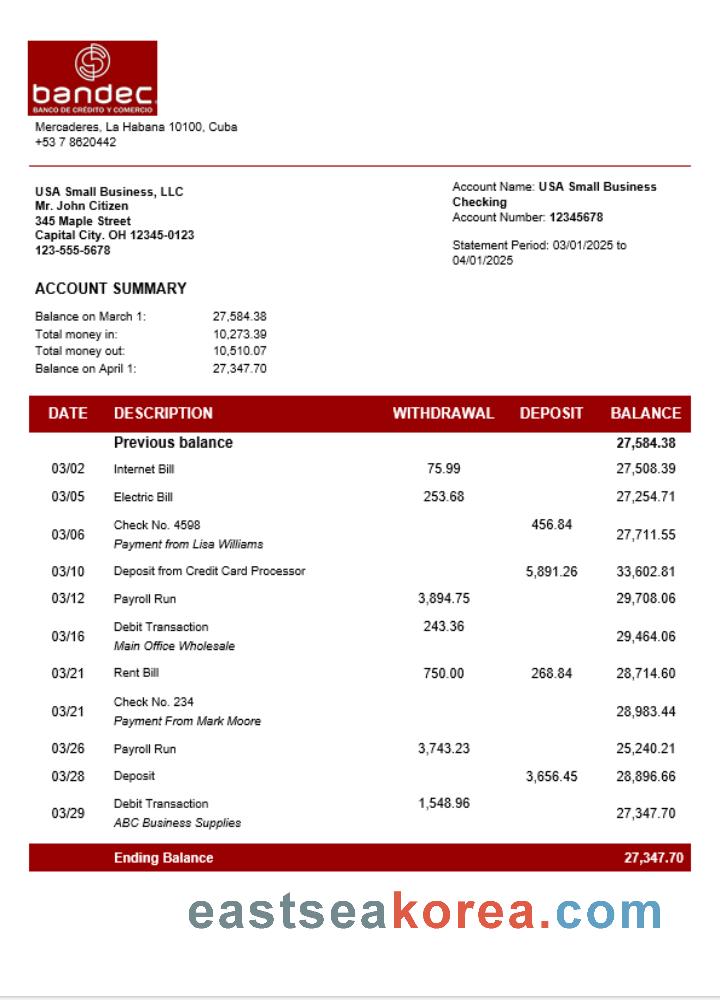 bandec
BANCO DE CRÉDITO Y COMERCIO
Mercaderes, La Habana 10100, Cuba
+53 7 8620442
USA Small Business, LLC
Mr. John Citizen
345 Maple Street
Capital City. OH 12345-0123
123-555-5678
Account Name: USA Small Business
Checking
Account Number: 12345678
Statement Period: 03/01/2025 to
04/01/2025
ACCOUNT SUMMARY
Balance on March 1: 27,584.38
Total money in: 10,273.39
Total money out: 10,510.07
Balance on April 1: 27,347.70
DATE DESCRIPTION WITHDRAWAL DEPOSIT BALANCE
Previous balance 27,584.38
03/02 Internet Bill 75.99 27,508.39
03/05 Electric Bill 253.68 27,254.71
03/06 Check No. 4598 456.84 27,711.55
Payment from Lisa Williams
03/10 Deposit from Credit Card Processor 5,891.26 33,602.81
03/12 Payroll Run 3,894.75 29,708.06
03/16 Debit Transaction 243.36 29,464.06
Main Office Wholesale
03/21 Rent Bill 750.00 268.84 28,714.60
03/21 Check No. 234 28,983.44
Payment From Mark Moore
03/26 Payroll Run 3,743.23 25,240.21
03/28 Deposit 3,656.45 28,896.66
03/29 Debit Transaction 1,548.96 27,347.70
ABC Business Supplies
Ending Balance 27,347.70
eastseakorea.com